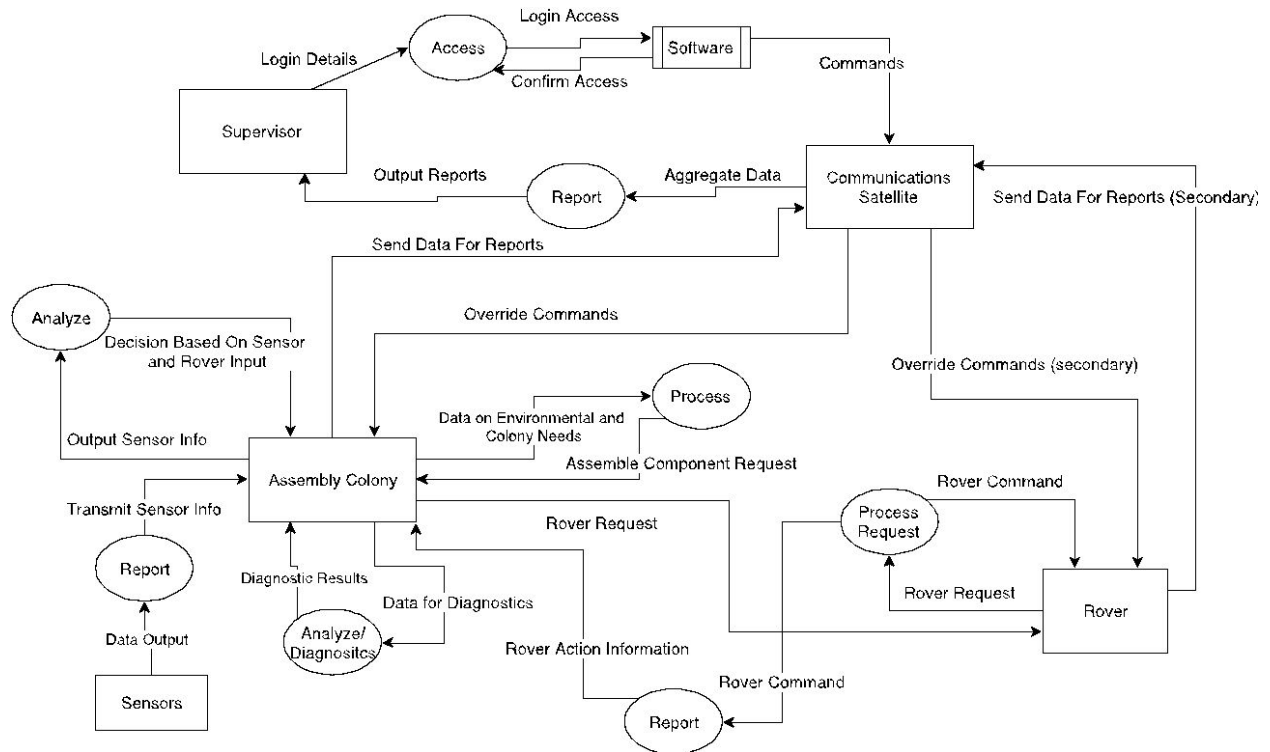 Login Access
Access
Software
Login Details
Confirm Access
Commands
Supervisor
Output Reports
Report
Aggregate Data
Communications
Satellite
Send Data For Reports (Secondary)
Send Data For Reports
Analyze
Decision Based On Sensor
and Rover Input
Override Commands
Override Commands (secondary)
Process
Data on Environmental and
Colony Needs
Output Sensor Info
Assembly Colony
Assemble Component Request
Transmit Sensor Info
Rover Request
Rover Command
Process
Request
Report
Diagnostic Results
Data for Diagnostics
Rover Request
Rover
Data Output
Analyze/
Diagnositcs
Rover Action Information
Rover Command
Sensors
Report